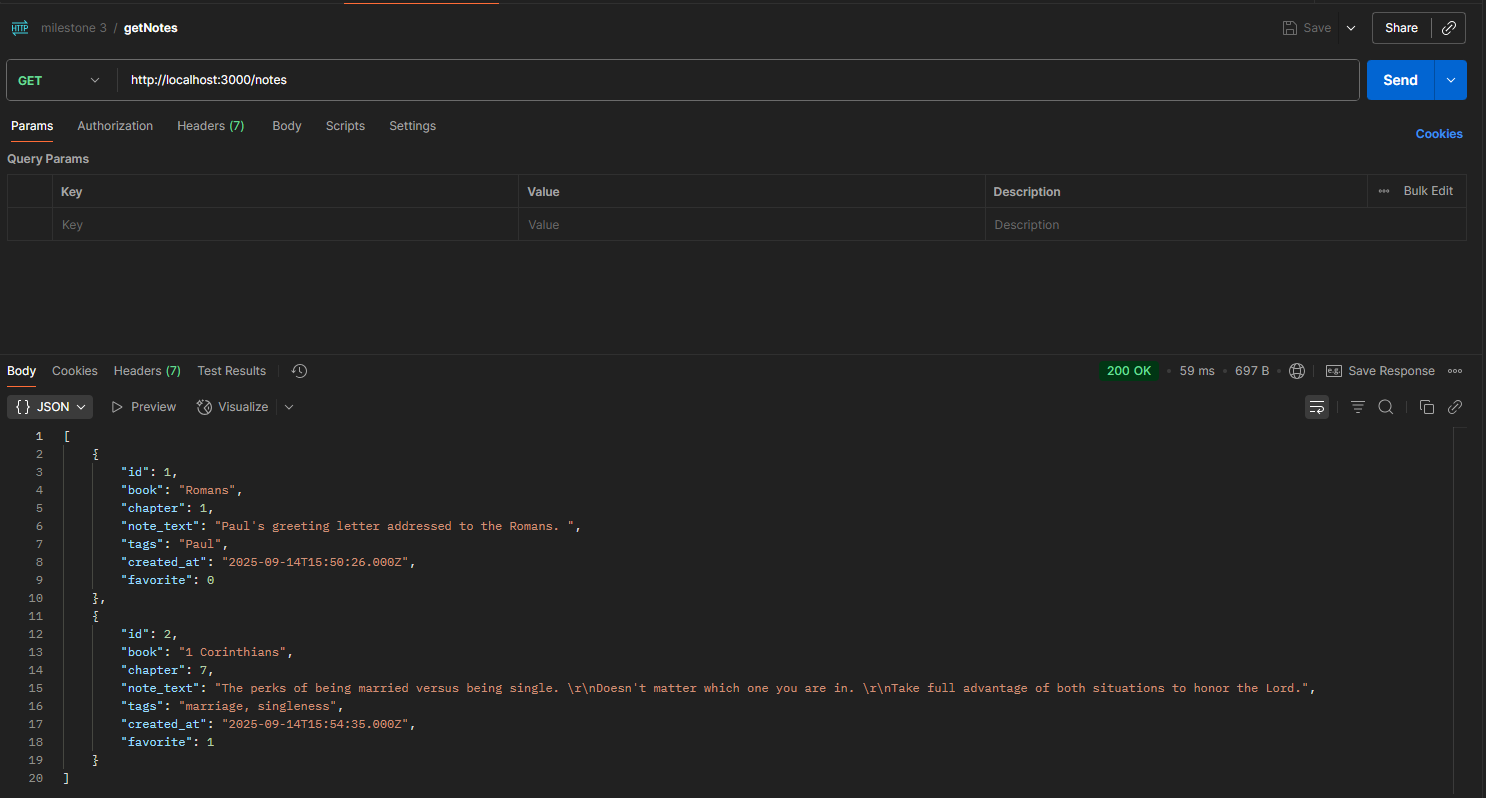 HTTP milestone 3 / getNotes Save Share
GET http://localhost:3000/notes Send
Params Authorization Headers (7) Body Scripts Settings Cookies
Query Params
Key Value Description ••• Bulk Edit
Key Value Description
Body Cookies Headers (7) Test Results 200 OK • 59 ms • 697 B • e.g. Save Response •••
{} JSON Preview Visualize
1 [
2 {
3 "id": 1,
4 "book": "Romans",
5 "chapter": 1,
6 "note_text": "Paul's greeting letter addressed to the Romans. ",
7 "tags": "Paul",
8 "created_at": "2025-09-14T15:50:26.000Z",
9 "favorite": 0
10 },
11 {
12 "id": 2,
13 "book": "1 Corinthians",
14 "chapter": 7,
15 "note_text": "The perks of being married versus being single. \r\nDoesn't matter which one you are in. \r\nTake full advantage of both situations to honor the Lord.",
16 "tags": "marriage, singleness",
17 "created_at": "2025-09-14T15:54:35.000Z",
18 "favorite": 1
19 }
20 ]